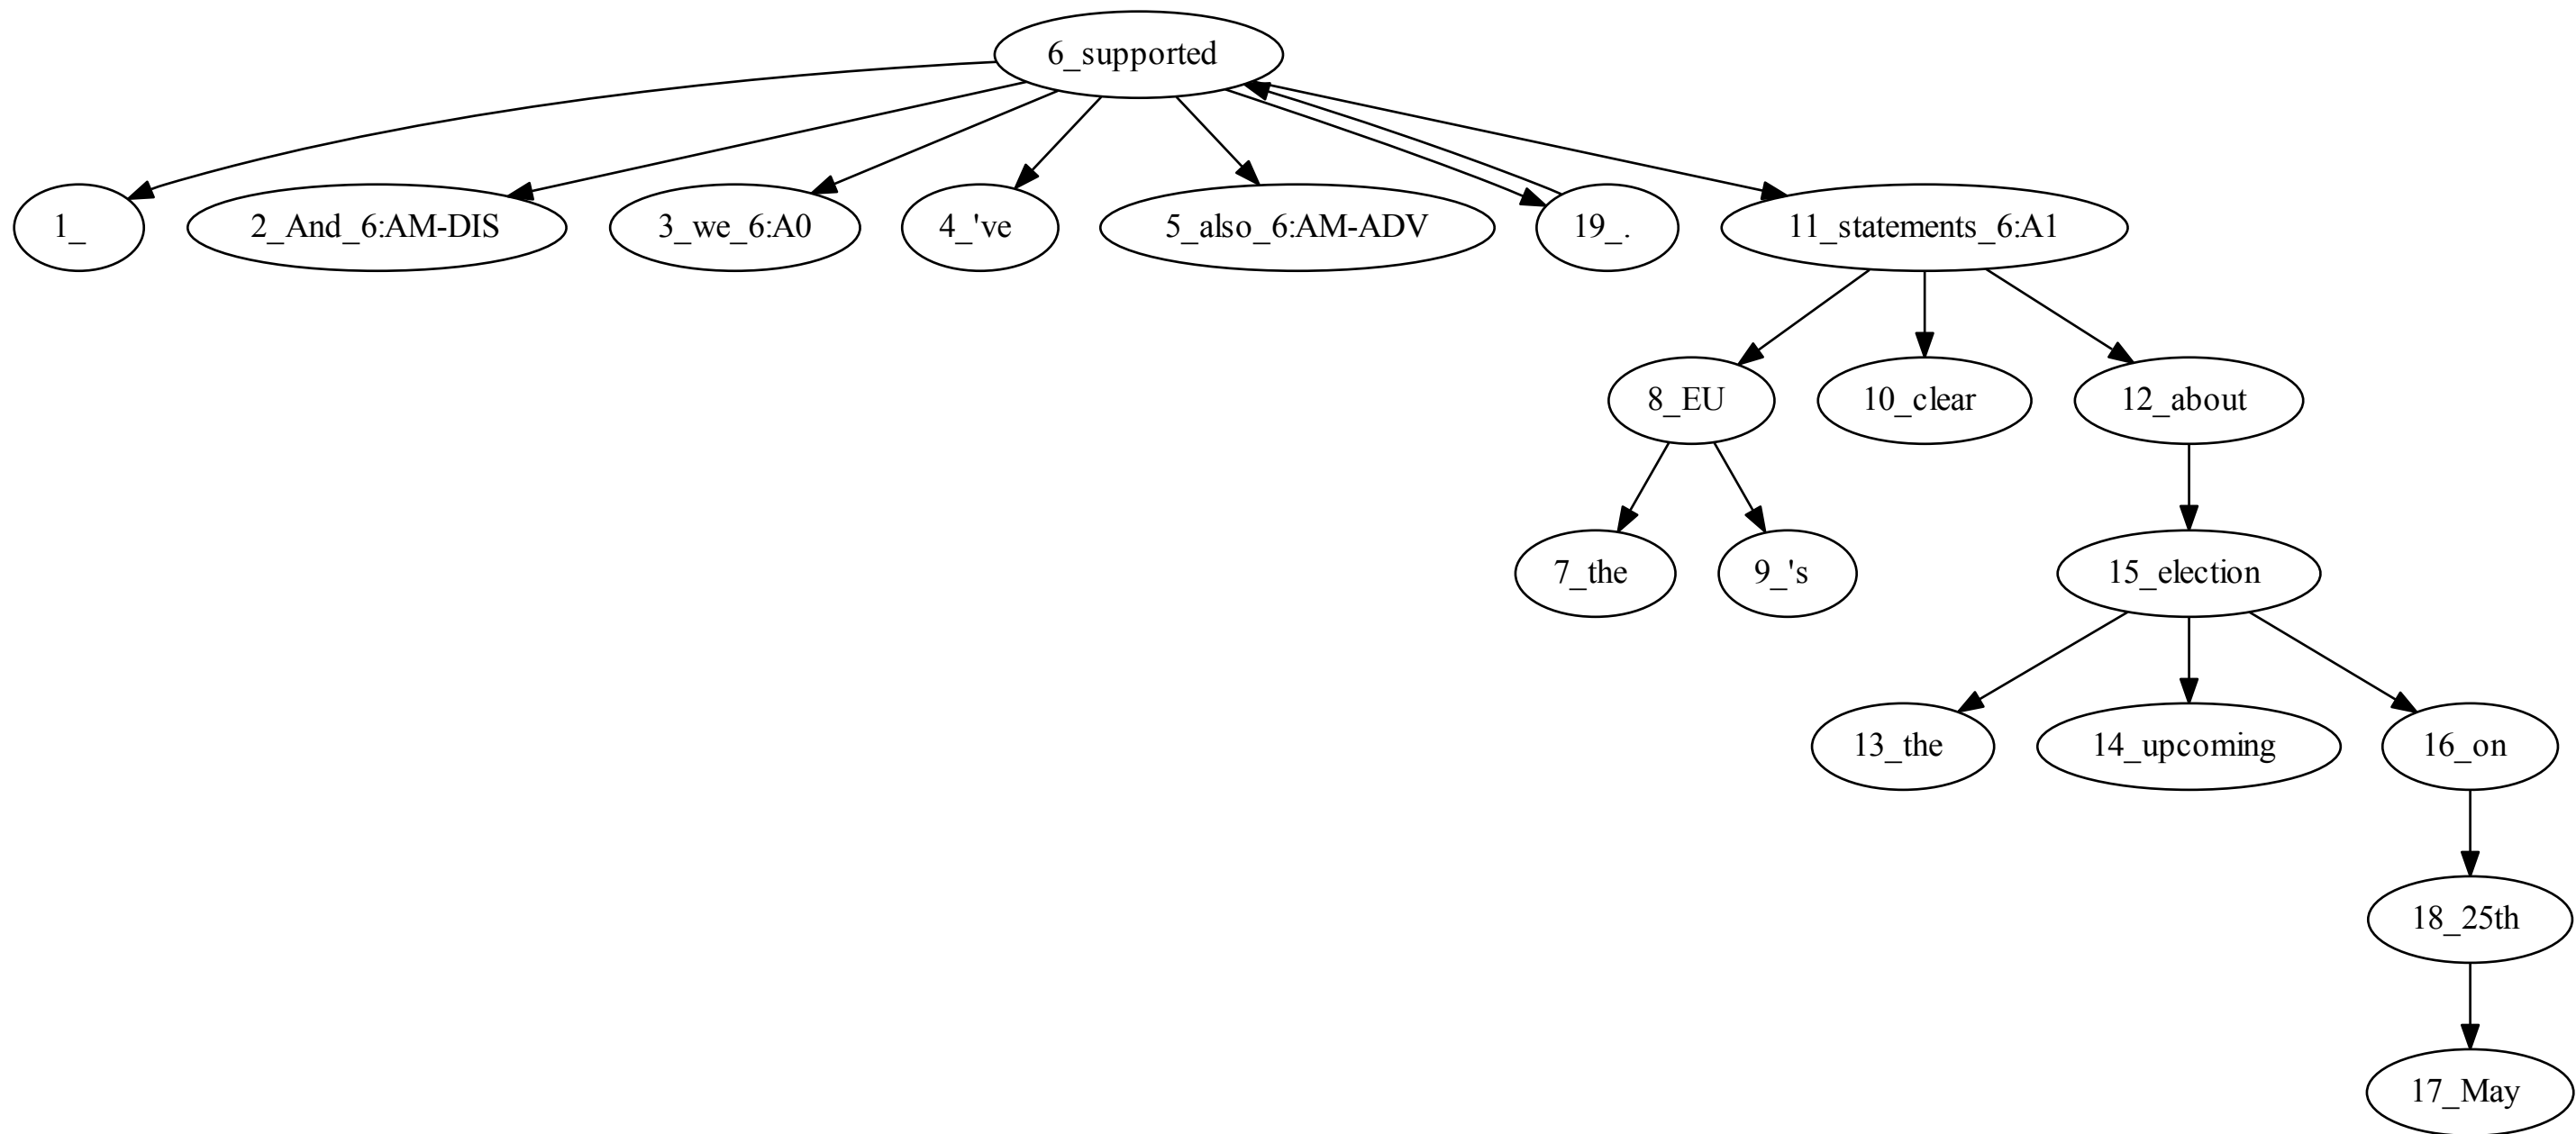 6_supported
1_
2_And_6:AM-DIS
3_we_6:A0
4_'ve
5_also_6:AM-ADV
19_.
11_statements_6:A1
8_EU
10_clear
12_about
7_the
9_'s
15_election
13_the
14_upcoming
16_on
18_25th
17_May